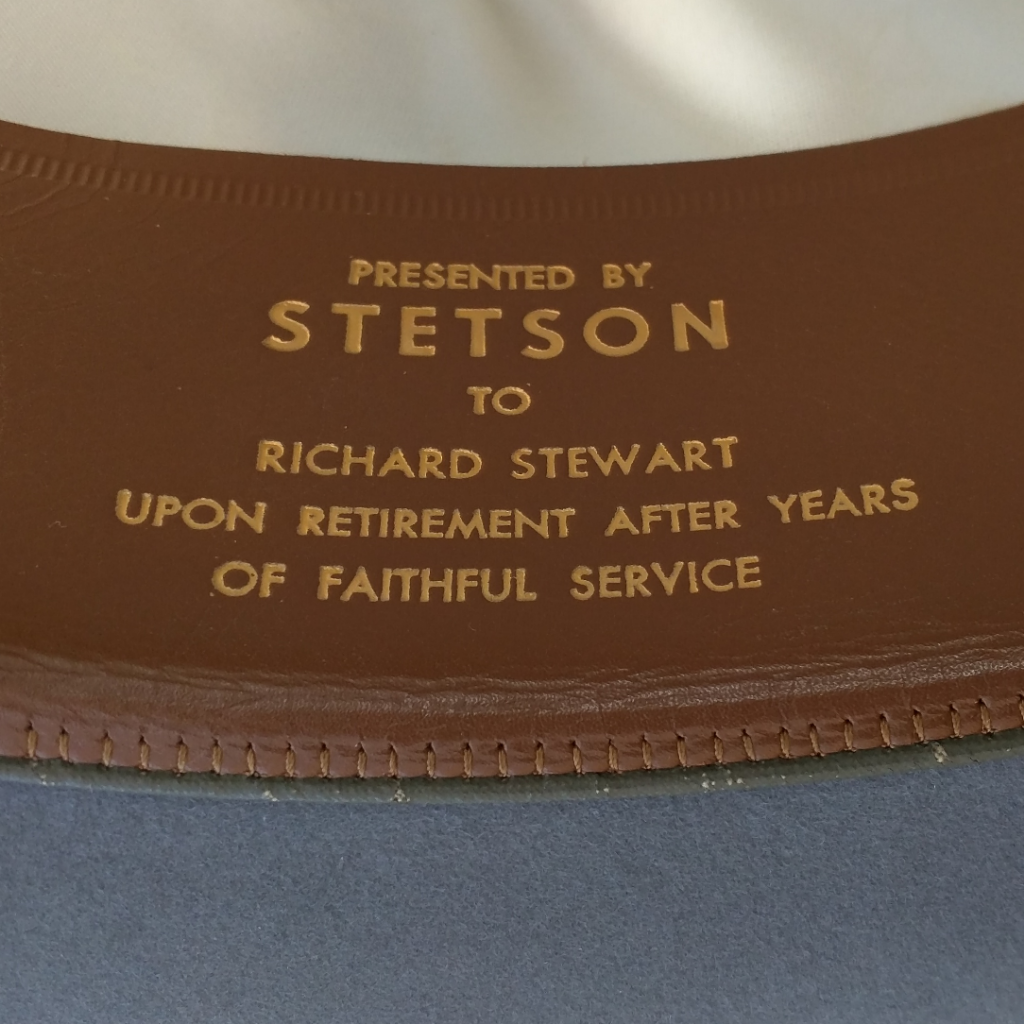 PRESENTED BY
STETSON
TO
RICHARD STEWART
UPON RETIREMENT AFTER YEARS
OF FAITHFUL SERVICE